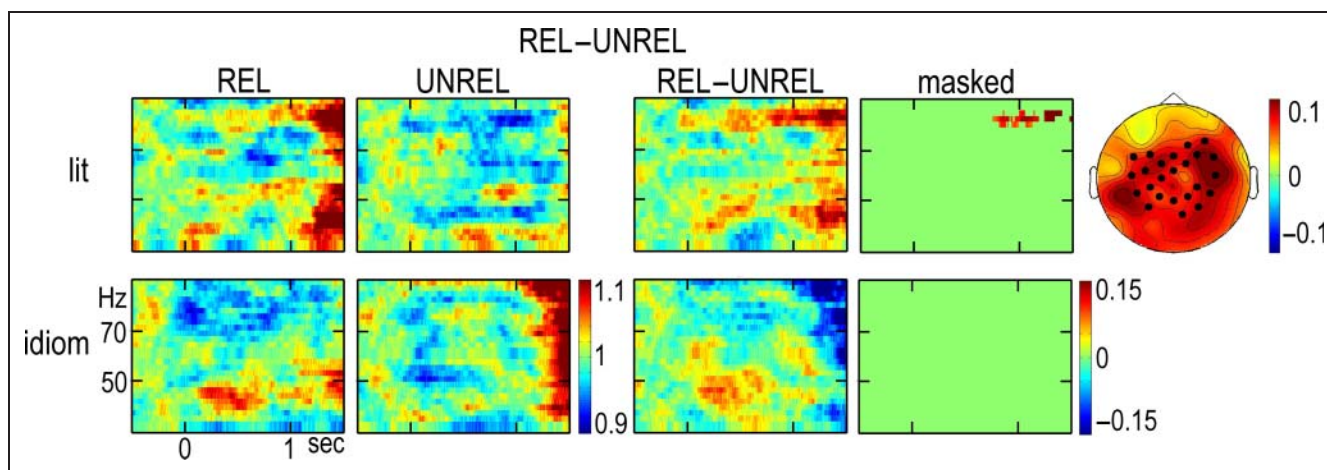 REL–UNREL
REL UNREL REL–UNREL masked
lit
0.1
0
–0.1
idiom
Hz
70
50
0 1 sec
1.1
1
0.9
0.15
0
–0.15